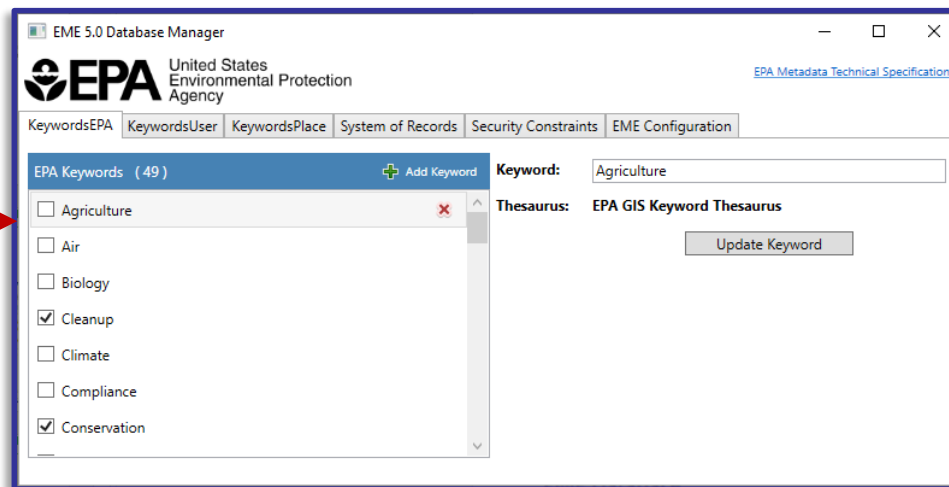 EME 5.0 Database Manager
EPA
United States
Environmental Protection
Agency
EPA Metadata Technical Specification
KeywordsEPA KeywordsUser KeywordsPlace System of Records Security Constraints EME Configuration
EPA Keywords ( 49 ) Add Keyword
Keyword: Agriculture
Agriculture
Thesaurus: EPA GIS Keyword Thesaurus
Air
Update Keyword
Biology
Cleanup
Climate
Compliance
Conservation